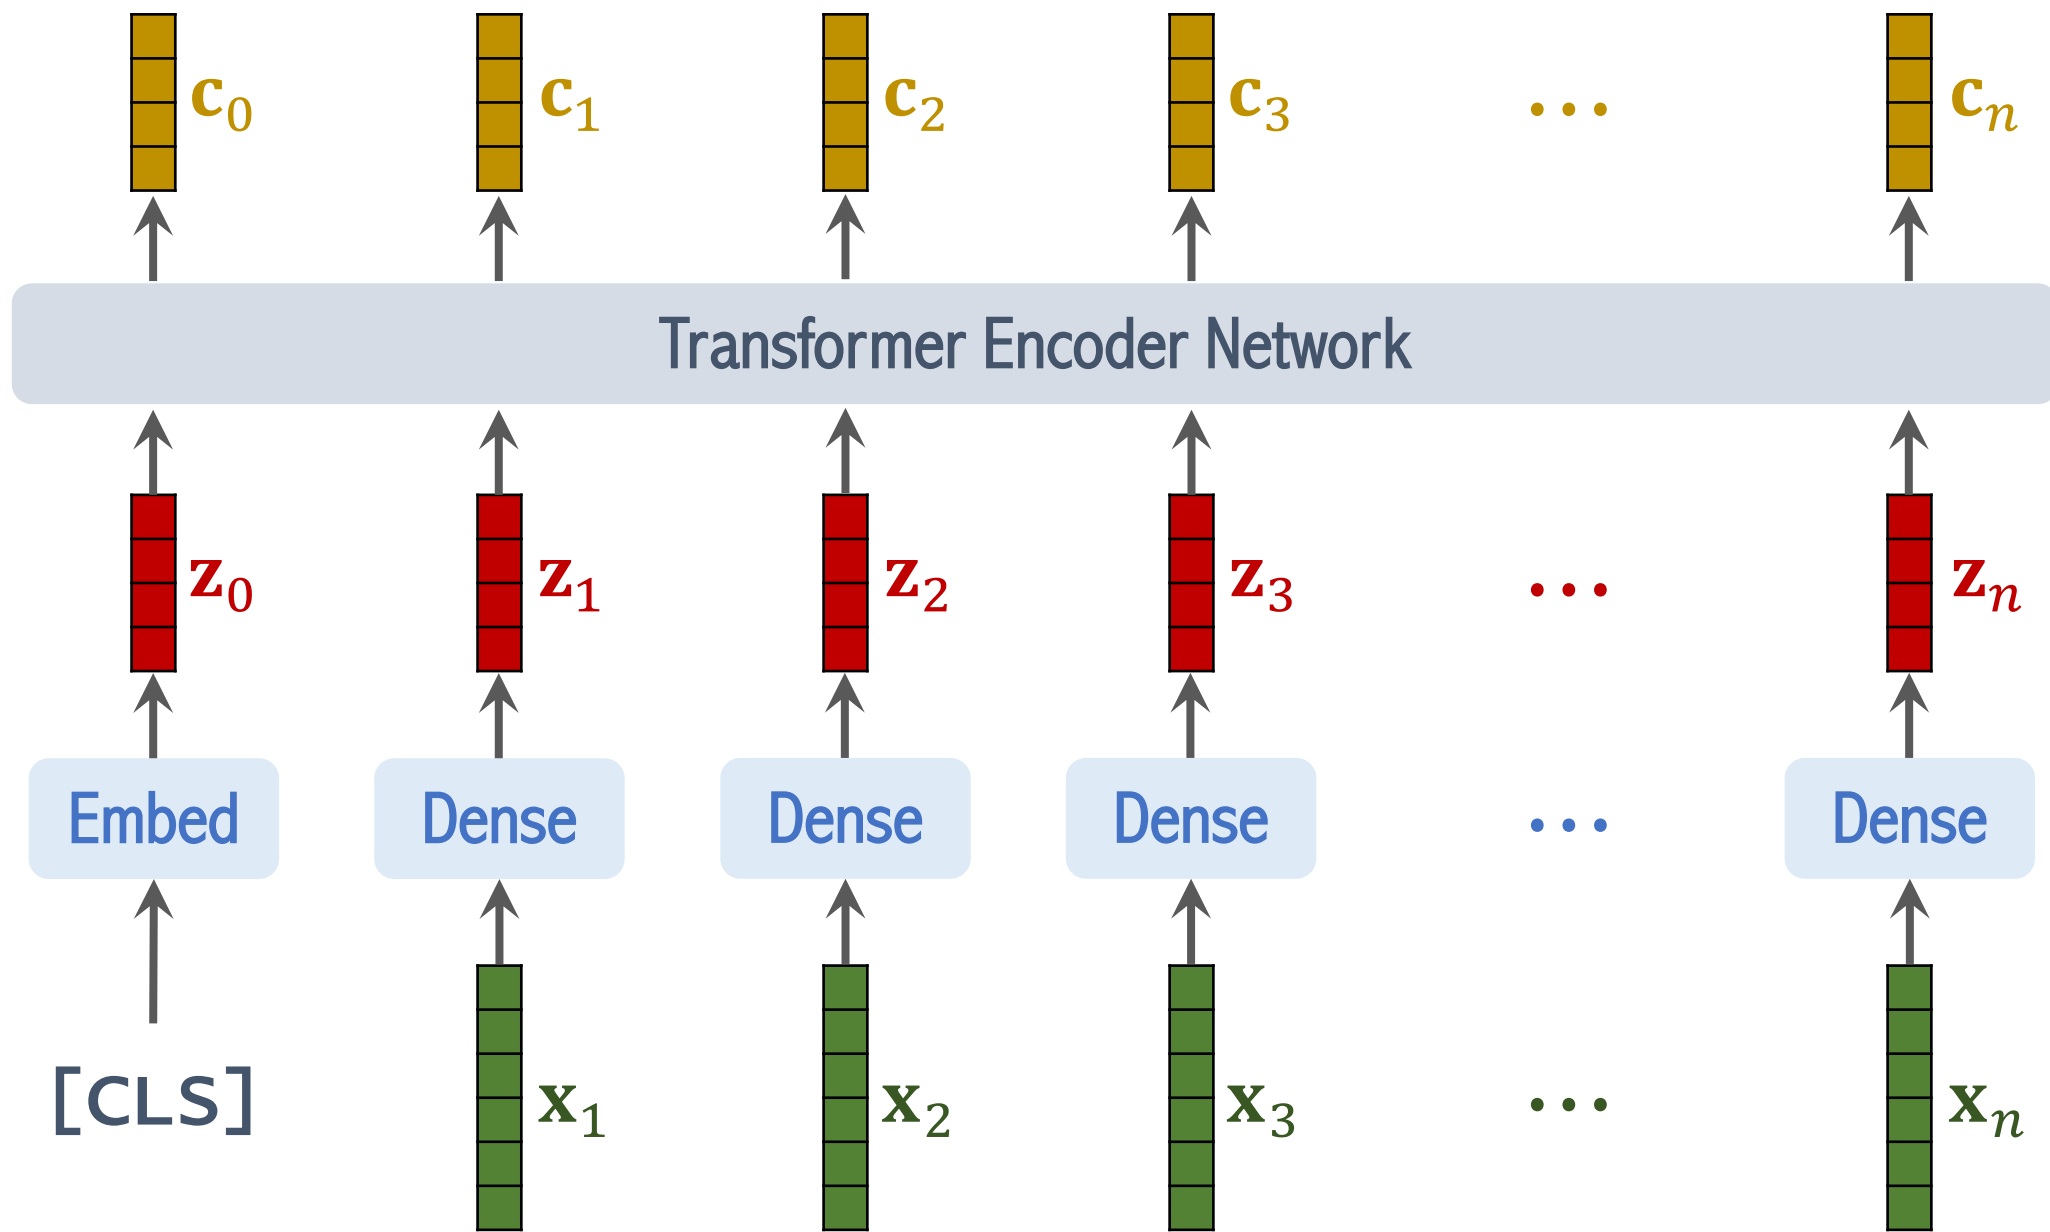 c₀ c₁ c₂ c₃ ... cₙ
Transformer Encoder Network
z₀ z₁ z₂ z₃ ... zₙ
Embed Dense Dense Dense ... Dense
[CLS] x₁ x₂ x₃ ... xₙ